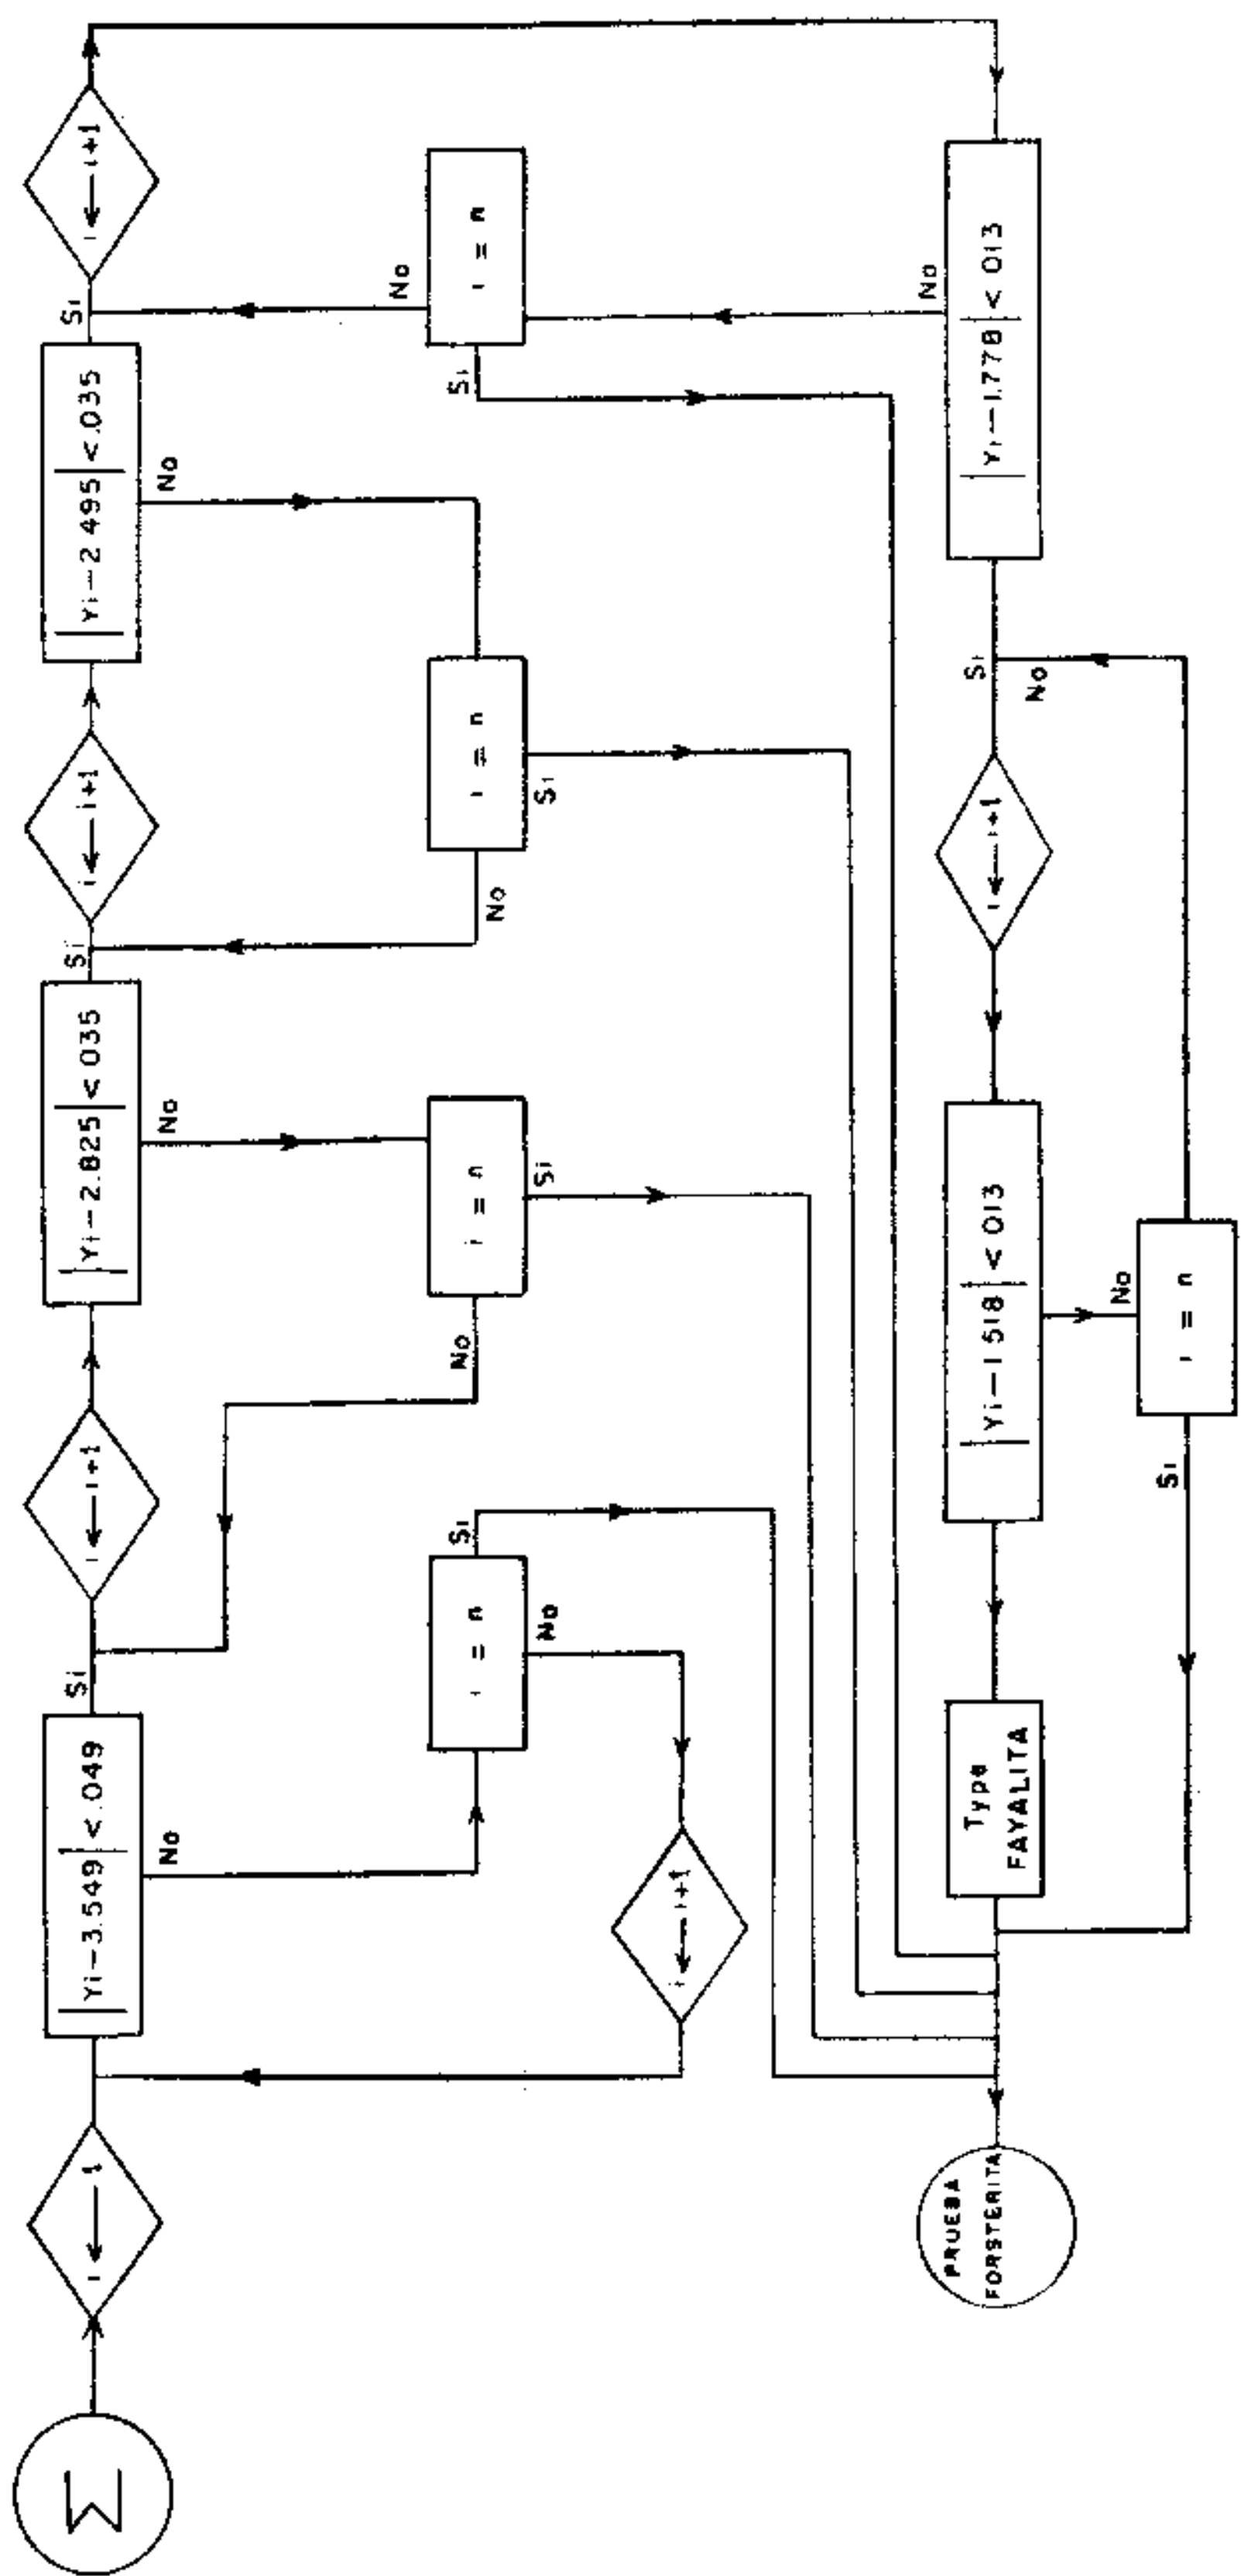 Σ
i ← 1
|Yi-3.549| < .049
Si
No
i = n
Si
No
i ← i+1
i ← i+1
|Yi-2.825| < 035
Si
No
i = n
Si
No
i ← i+1
|Yi-2 495| < .035
Si
No
i = n
Si
No
i ← i+1
|Yi-1.778| < 013
No
i = n
No
Si
Si
No
i ← i+1
|Yi-1 518| < 013
No
i = n
Si
Type
FAYALITA
PRUEBA
FORSTERITA